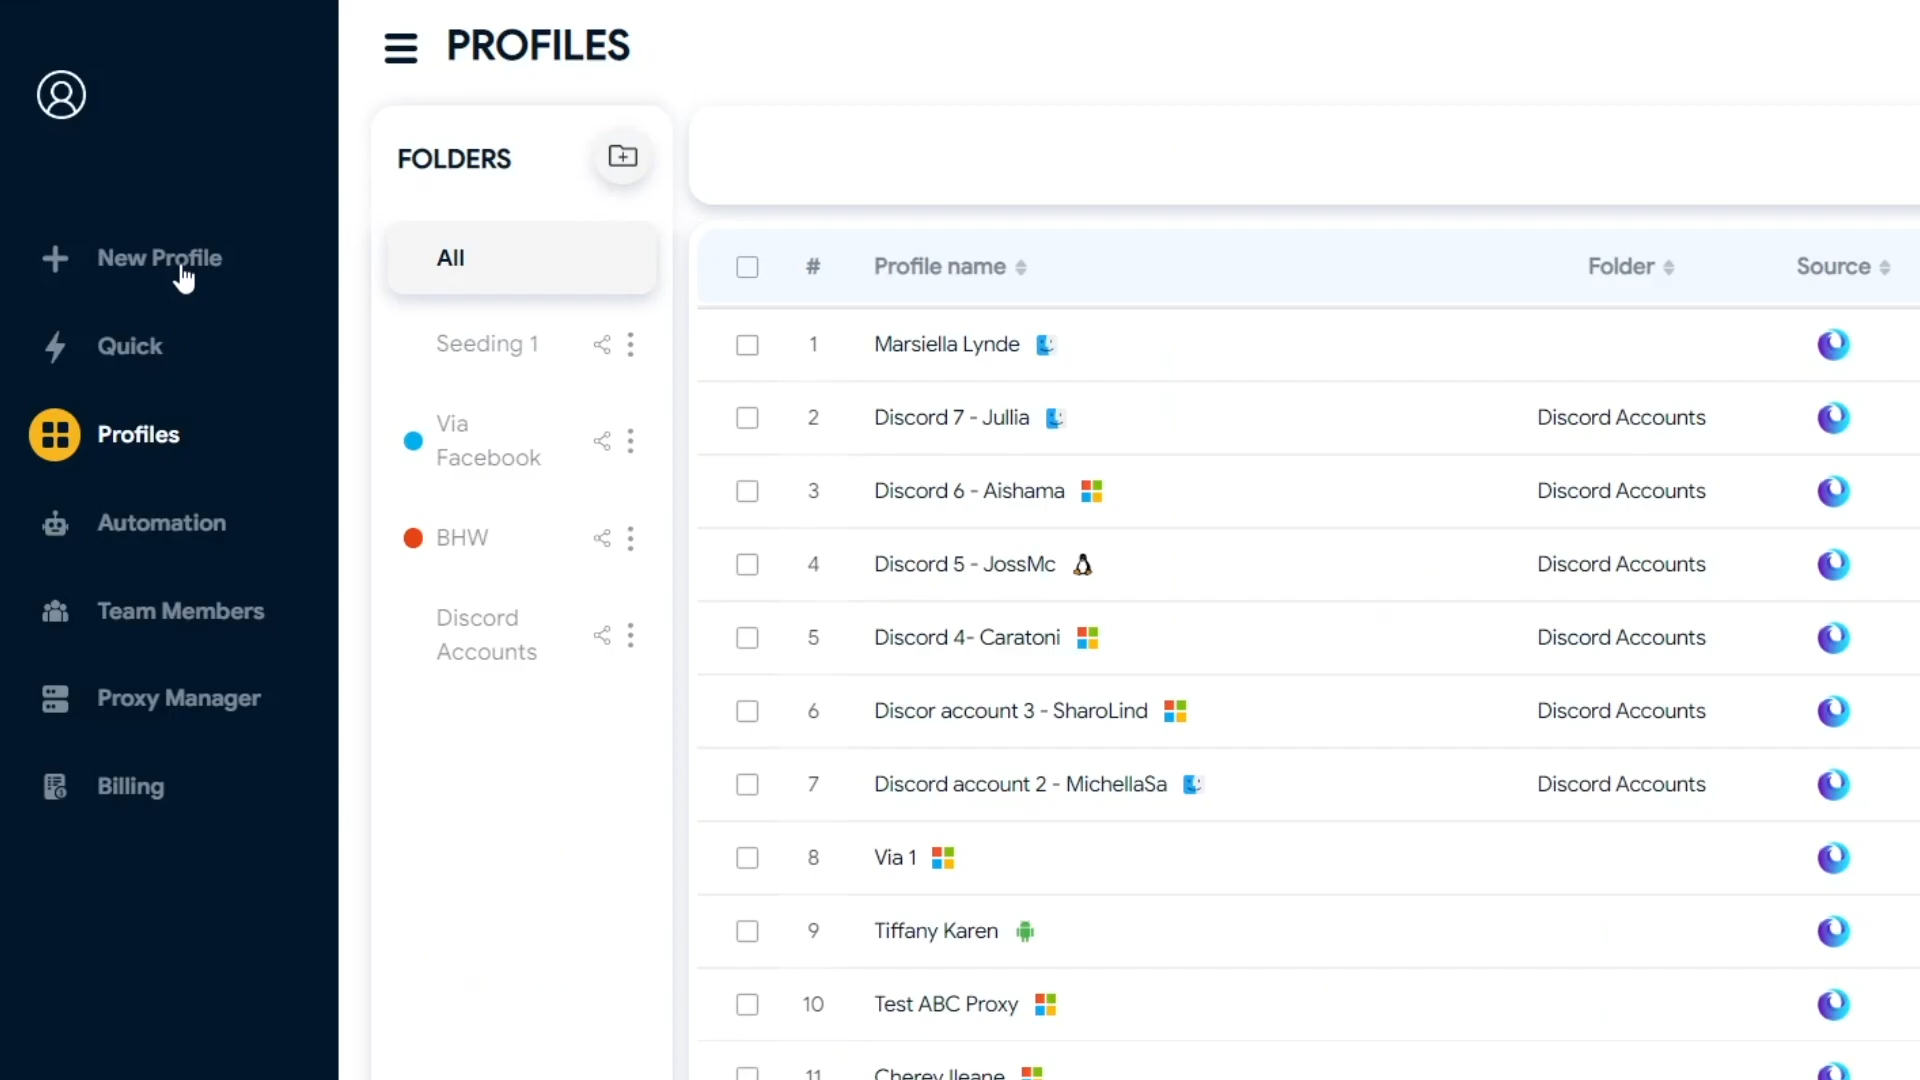 PROFILES
New Profile
Quick
Profiles
Automation
Team Members
Proxy Manager
Billing
FOLDERS
All
Seeding 1
Via
Facebook
BHW
Discord
Accounts
# Profile name Folder Source
1 Marsiella Lynde
2 Discord 7 - Jullia Discord Accounts
3 Discord 6 - Aishama Discord Accounts
4 Discord 5 - JossMc Discord Accounts
5 Discord 4- Caratoni Discord Accounts
6 Discor account 3 - SharoLind Discord Accounts
7 Discord account 2 - MichellaSa Discord Accounts
8 Via 1
9 Tiffany Karen
10 Test ABC Proxy
11 Cherey Ileane